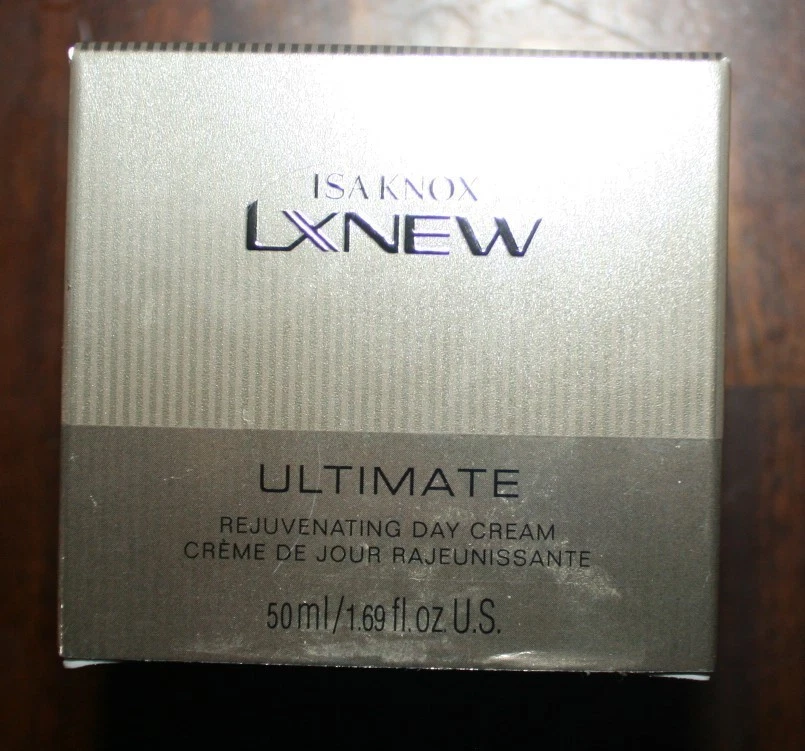 ISA KNOX
LXNEW
ULTIMATE
REJUVENATING DAY CREAM
CRÈME DE JOUR RAJEUNISSANTE
50ml/1.69 fl.oz. U.S.